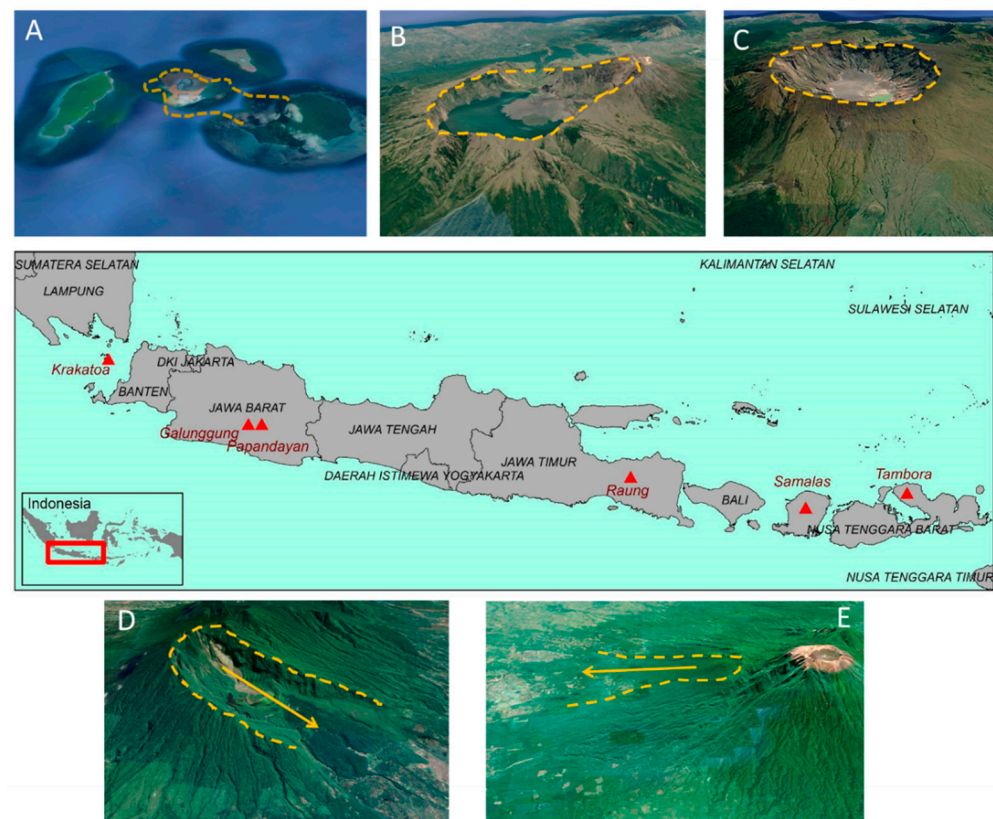 A
B
C
SUMATERA SELATAN
KALIMANTAN SELATAN
LAMPUNG
SULAWESI SELATAN
Krakatoa
DKI JAKARTA
BANTEN
JAWA BARAT
Galunggung
Papandayan
JAWA TENGAH
JAWA TIMUR
DAERAH ISTIMEWA YOGYAKARTA
Raung
BALI
Samalas
Tambora
NUSA TENGGARA BARAT
NUSA TENGGARA TIMUR
Indonesia
D
E